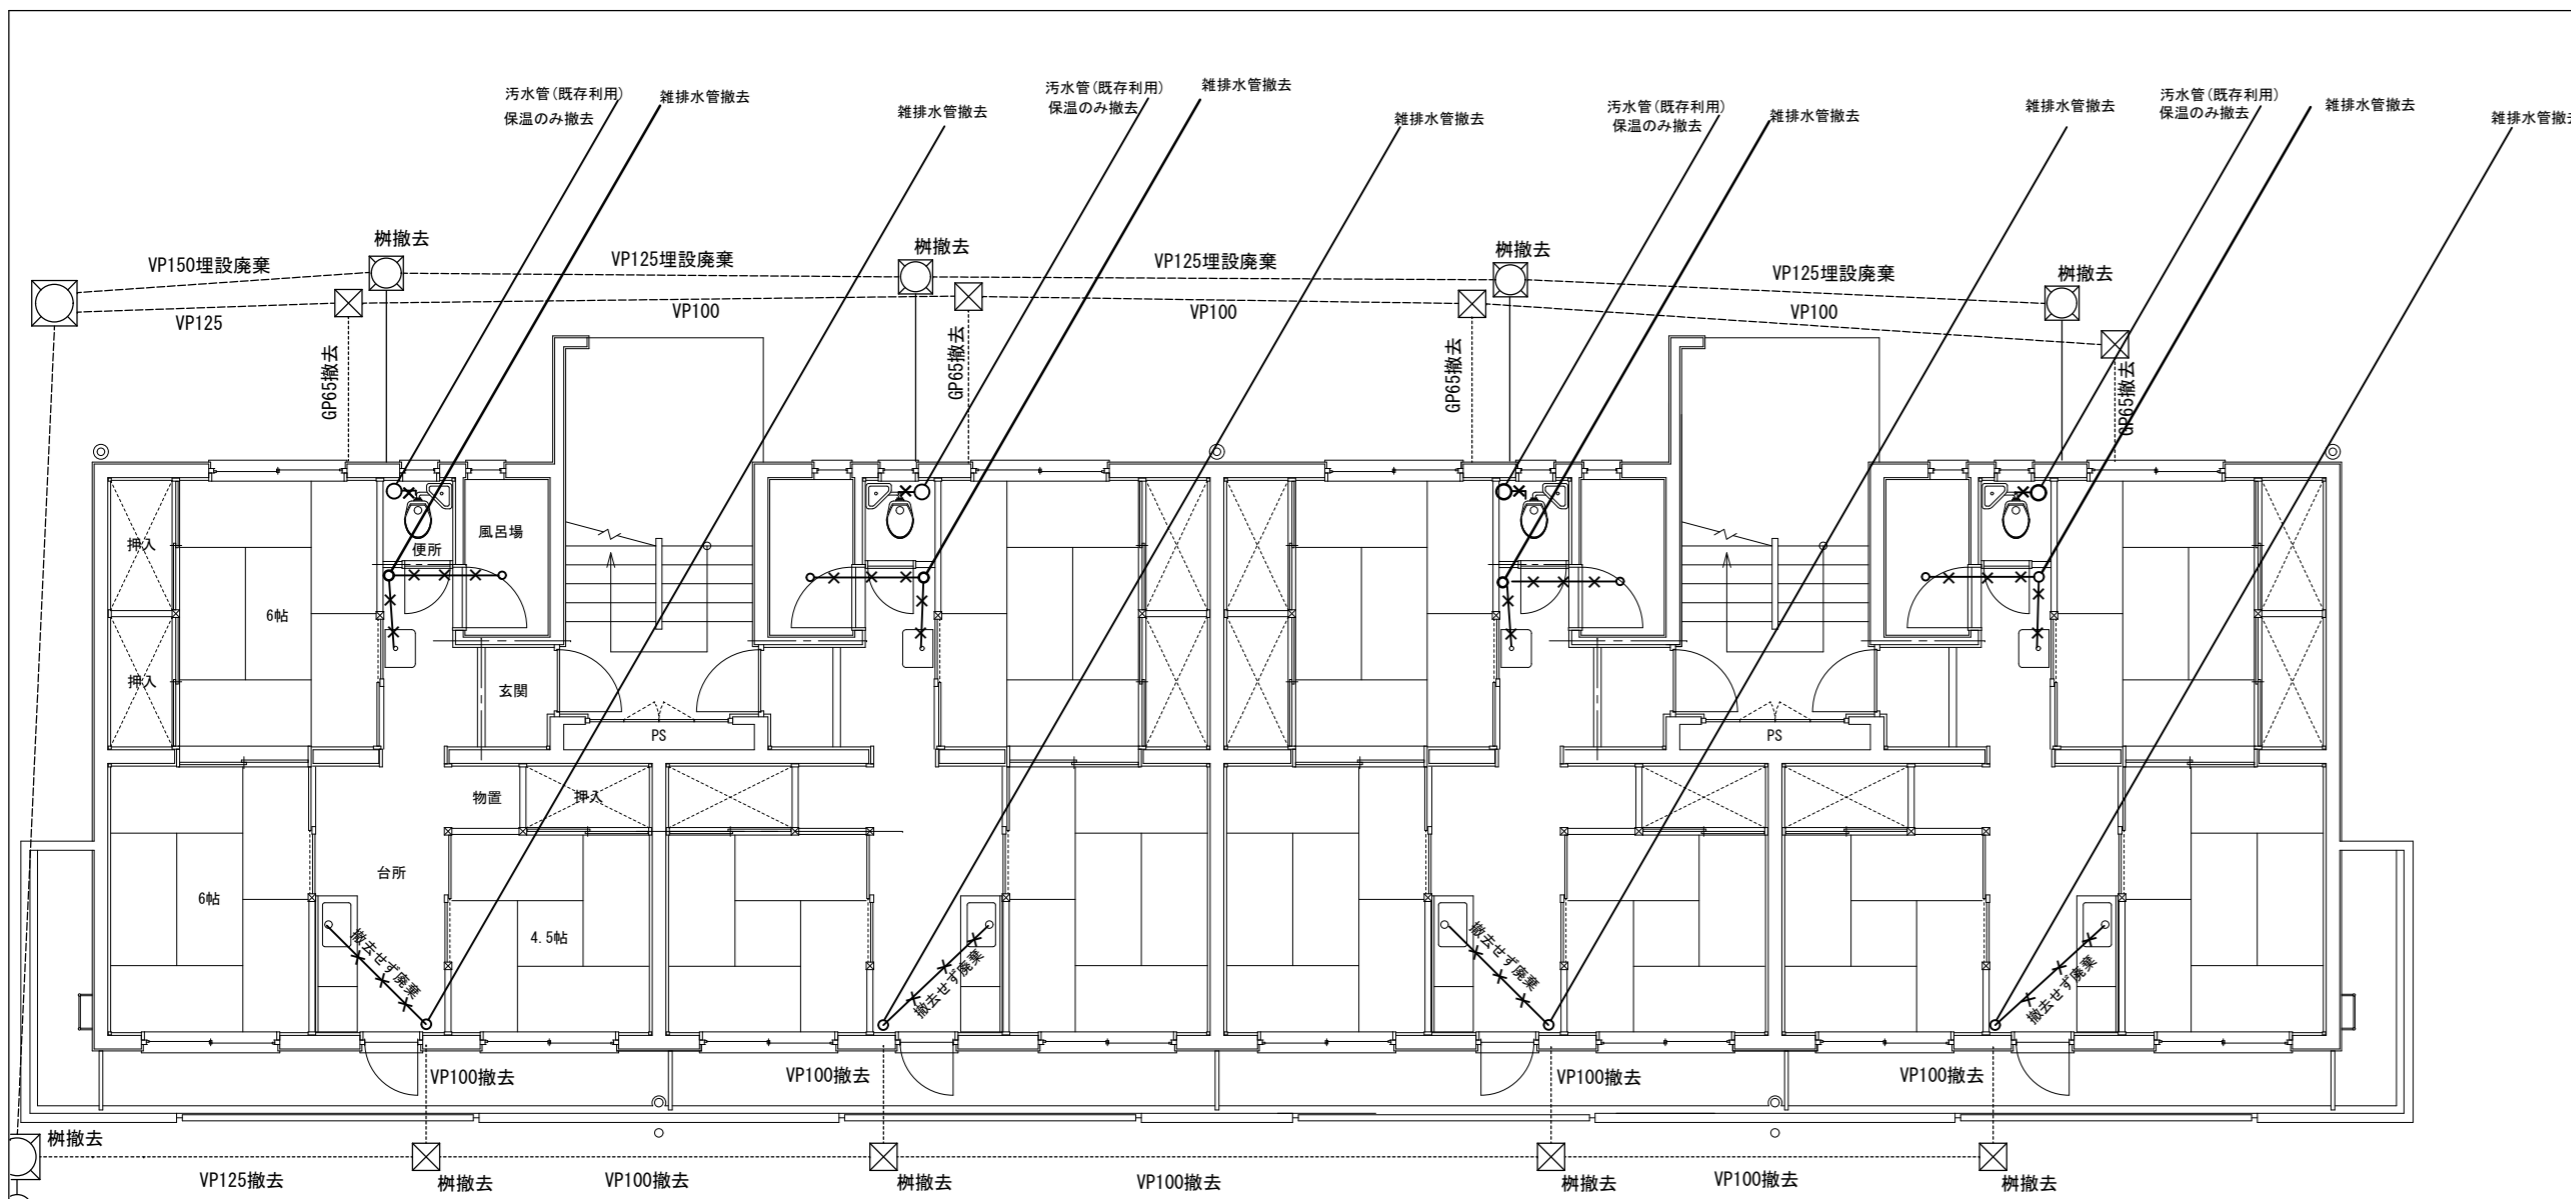 汚水管(既存利用)
保温のみ撤去
雑排水管撤去
雑排水管撤去
汚水管(既存利用)
保温のみ撤去
雑排水管撤去
雑排水管撤去
汚水管(既存利用)
保温のみ撤去
雑排水管撤去
雑排水管撤去
汚水管(既存利用)
保温のみ撤去
雑排水管撤去
雑排水管撤去
桝撤去
桝撤去
桝撤去
桝撤去
VP150埋設廃棄
VP125埋設廃棄
VP125埋設廃棄
VP125埋設廃棄
VP125
VP100
VP100
VP100
GP65撤去
GP65撤去
GP65撤去
GP65撤去
押入
便所
風呂場
6帖
押入
玄関
PS
PS
物置
押入
台所
6帖
4.5帖
撤去せず廃棄
撤去せず廃棄
撤去せず廃棄
撤去せず廃棄
VP100撤去
VP100撤去
VP100撤去
VP100撤去
桝撤去
VP125撤去
桝撤去
VP100撤去
桝撤去
VP100撤去
桝撤去
VP100撤去
桝撤去